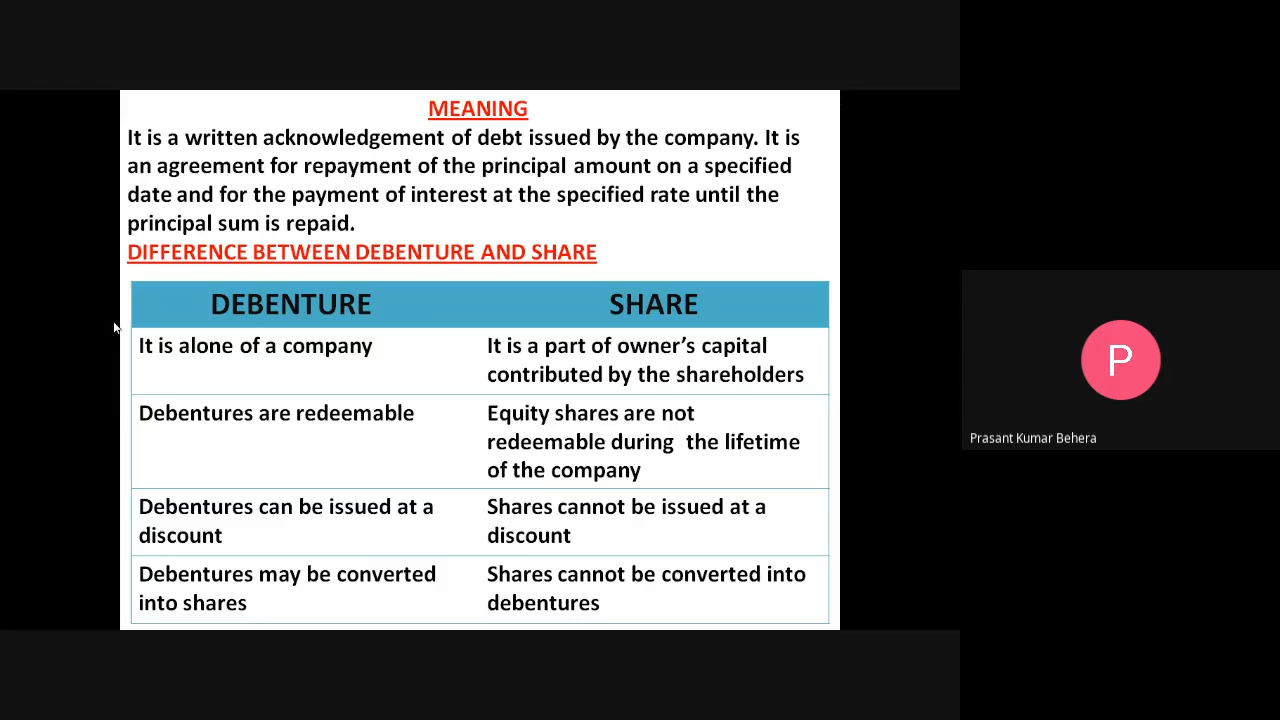 MEANING
It is a written acknowledgement of debt issued by the company. It is
an agreement for repayment of the principal amount on a specified
date and for the payment of interest at the specified rate until the
principal sum is repaid.
DIFFERENCE BETWEEN DEBENTURE AND SHARE
DEBENTURE
SHARE
It is alone of a company
It is a part of owner's capital
contributed by the shareholders
Debentures are redeemable
Equity shares are not
redeemable during the lifetime
of the company
Debentures can be issued at a
discount
Shares cannot be issued at a
discount
Debentures may be converted
into shares
Shares cannot be converted into
debentures
P
Prasant Kumar Behera